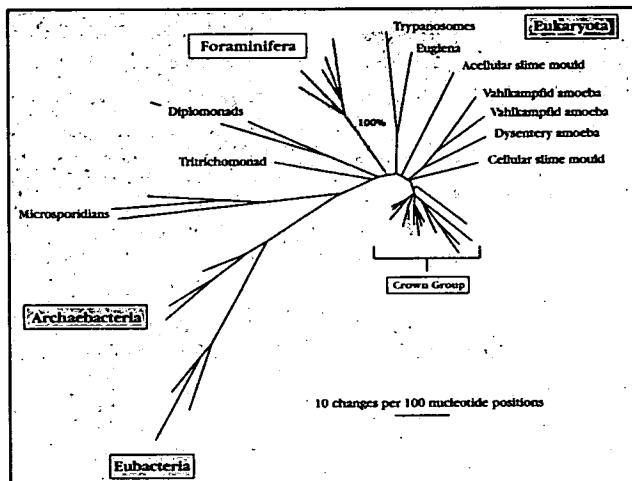 Trypanosomes
Eukaryota
Foraminifera
Euglena
Acellular slime mould
Vahlkampfid amoeba
Diplomonads
100%
Vahlkampfid amoeba
Dysentery amoeba
Tritrichomonad
Cellular slime mould
Microsporidians
Crown Group
Archaebacteria
10 changes per 100 nucleotide positions
Eubacteria